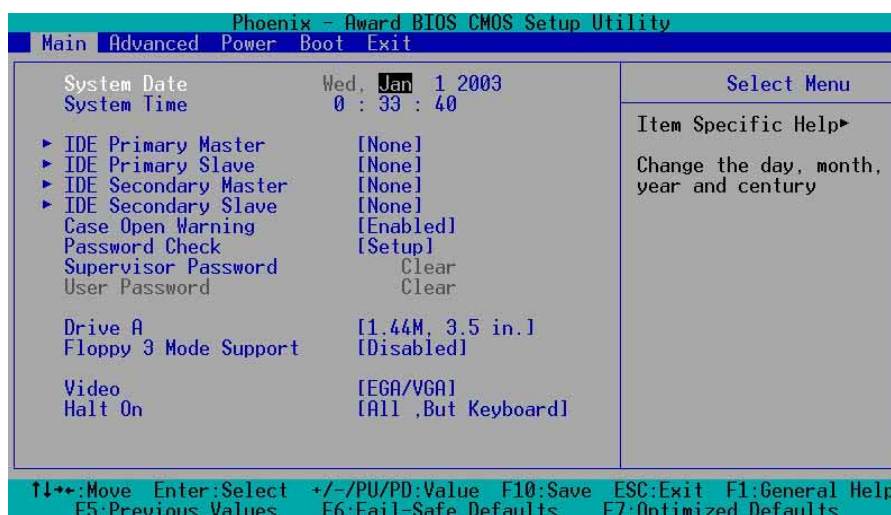 Phoenix - Award BIOS CMOS Setup Utility
Main Advanced Power Boot Exit
System Date Wed, Jan 1 2003
System Time 0 : 33 : 40
Select Menu
Item Specific Help►
Change the day, month,
year and century
► IDE Primary Master [None]
► IDE Primary Slave [None]
► IDE Secondary Master [None]
► IDE Secondary Slave [None]
Case Open Warning [Enabled]
Password Check [Setup]
Supervisor Password Clear
User Password Clear
Drive A [1.44M, 3.5 in.]
Floppy 3 Mode Support [Disabled]
Video [EGA/VGA]
Halt On [All ,But Keyboard]
↑↓→←:Move Enter:Select +/-/PU/PD:Value F10:Save ESC:Exit F1:General Help
F5:Previous Values F6:Fail-Safe Defaults F7:Optimized Defaults